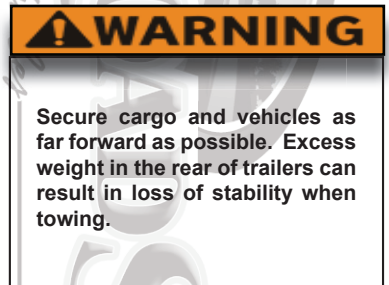 WARNING
Secure cargo and vehicles as
far forward as possible. Excess
weight in the rear of trailers can
result in loss of stability when
towing.